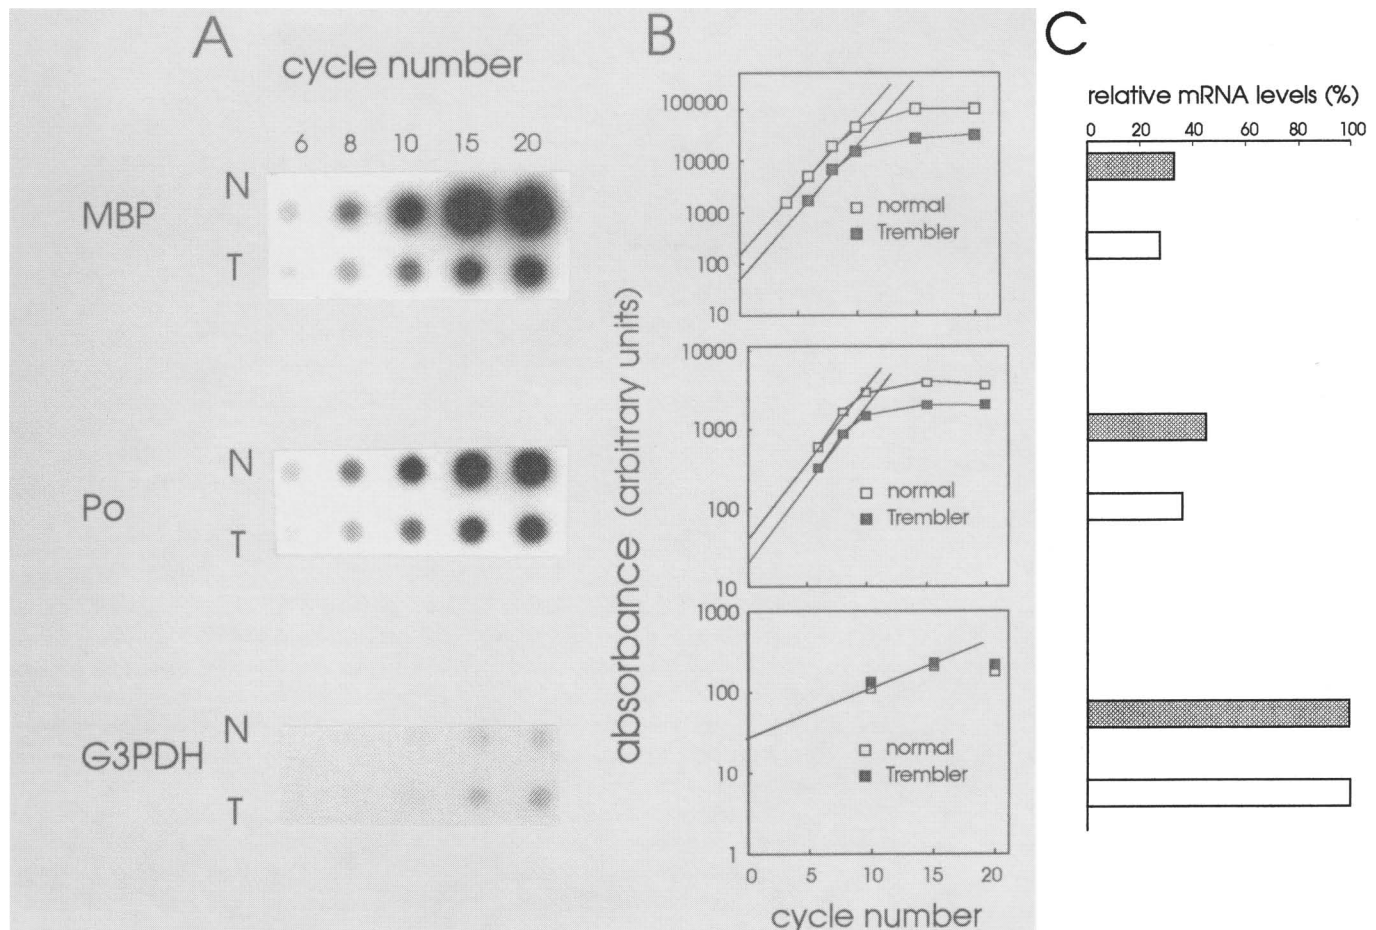 A
cycle number
6 8 10 15 20
MBP
N
T
Po
N
T
G3PDH
N
T
B
absorbance (arbitrary units)
100000
10000
1000
100
10
normal
Trembler
10000
1000
100
10
normal
Trembler
1000
100
10
1
normal
Trembler
0 5 10 15 20
cycle number
C
relative mRNA levels (%)
0 20 40 60 80 100